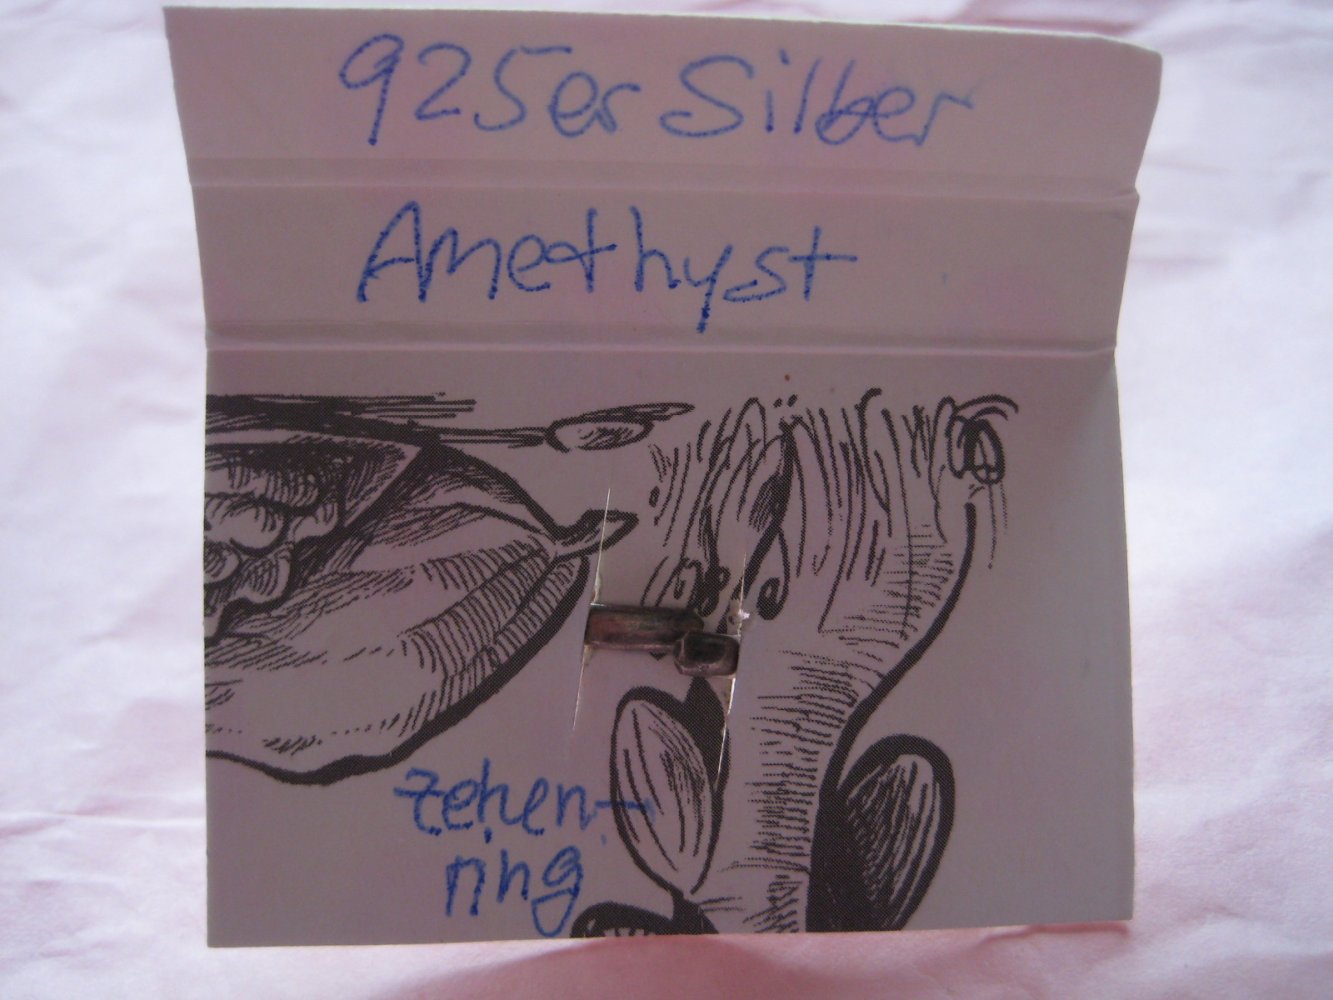 925er Silber
Amethyst
Zehen-
ring